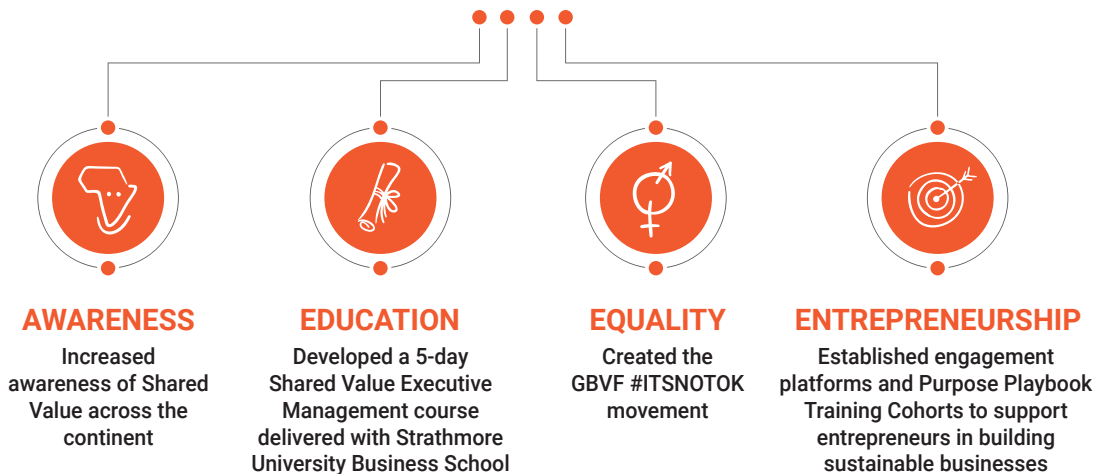 AWARENESS
Increased
awareness of Shared
Value across the
continent
EDUCATION
Developed a 5-day
Shared Value Executive
Management course
delivered with Strathmore
University Business School
EQUALITY
Created the
GBVF #ITSNOTOK
movement
ENTREPRENEURSHIP
Established engagement
platforms and Purpose Playbook
Training Cohorts to support
entrepreneurs in building
sustainable businesses